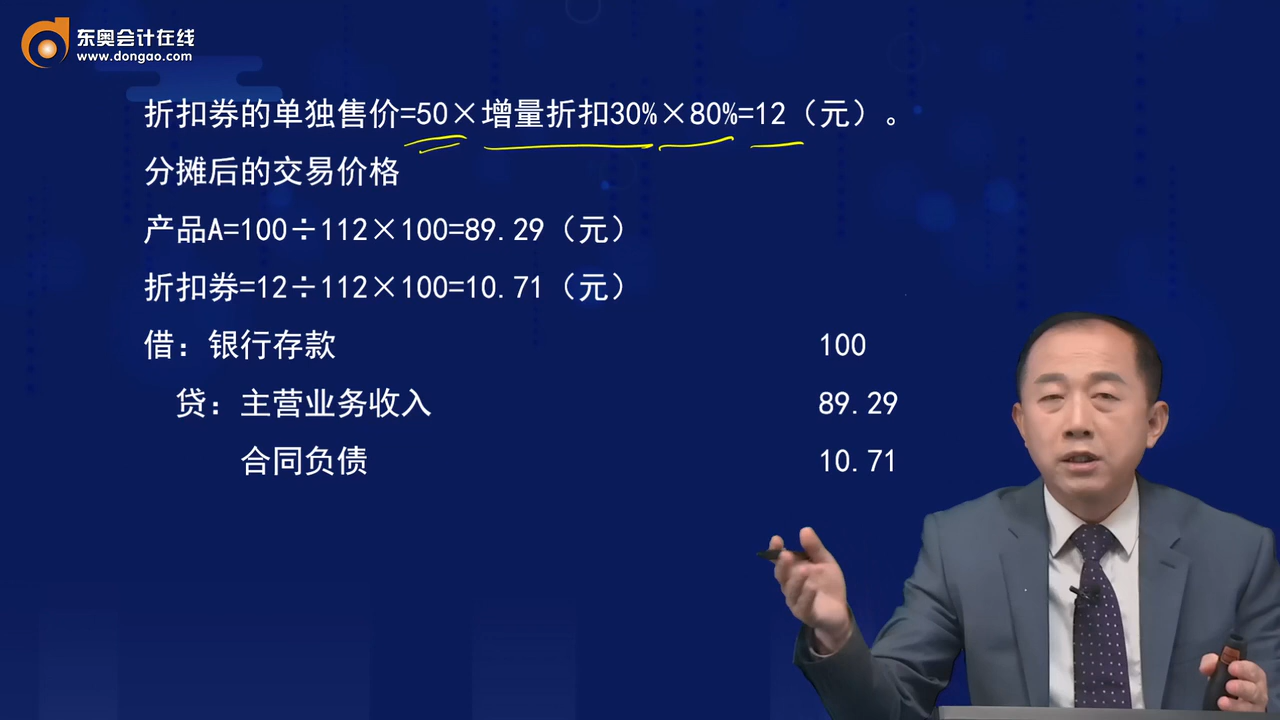 东奥会计在线
www.dongao.com
折扣券的单独售价=50×增量折扣30%×80%=12（元）。
分摊后的交易价格
产品A=100÷112×100=89.29（元）
折扣券=12÷112×100=10.71（元）
借：银行存款 100
贷：主营业务收入 89.29
合同负债 10.71